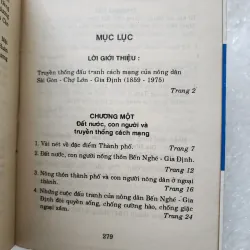 MỤC LỤC
LỜI GIỚI THIỆU :
Truyền thống đấu tranh cách mạng của nông dân
Sài Gòn - Chợ Lớn - Gia Định (1859 - 1975)
Trang 2
CHƯƠNG MỘT
Đất nước, con người và
truyền thống cách mạng
1. Vài nét về đặc điểm Thành phố.
Trang 7
2. Đất nước, con người nông thôn Bến Nghé - Gia Định.
Trang 12
3. Nông thôn thành phố và con người nông dân ở ngoại
thành.
Trang 16
4. Những cuộc đấu tranh của nông dân Bến Nghé - Gia
Định đòi quyền sống, chống cường hào, chống giặc
ngoại xâm.
Trang 24
279